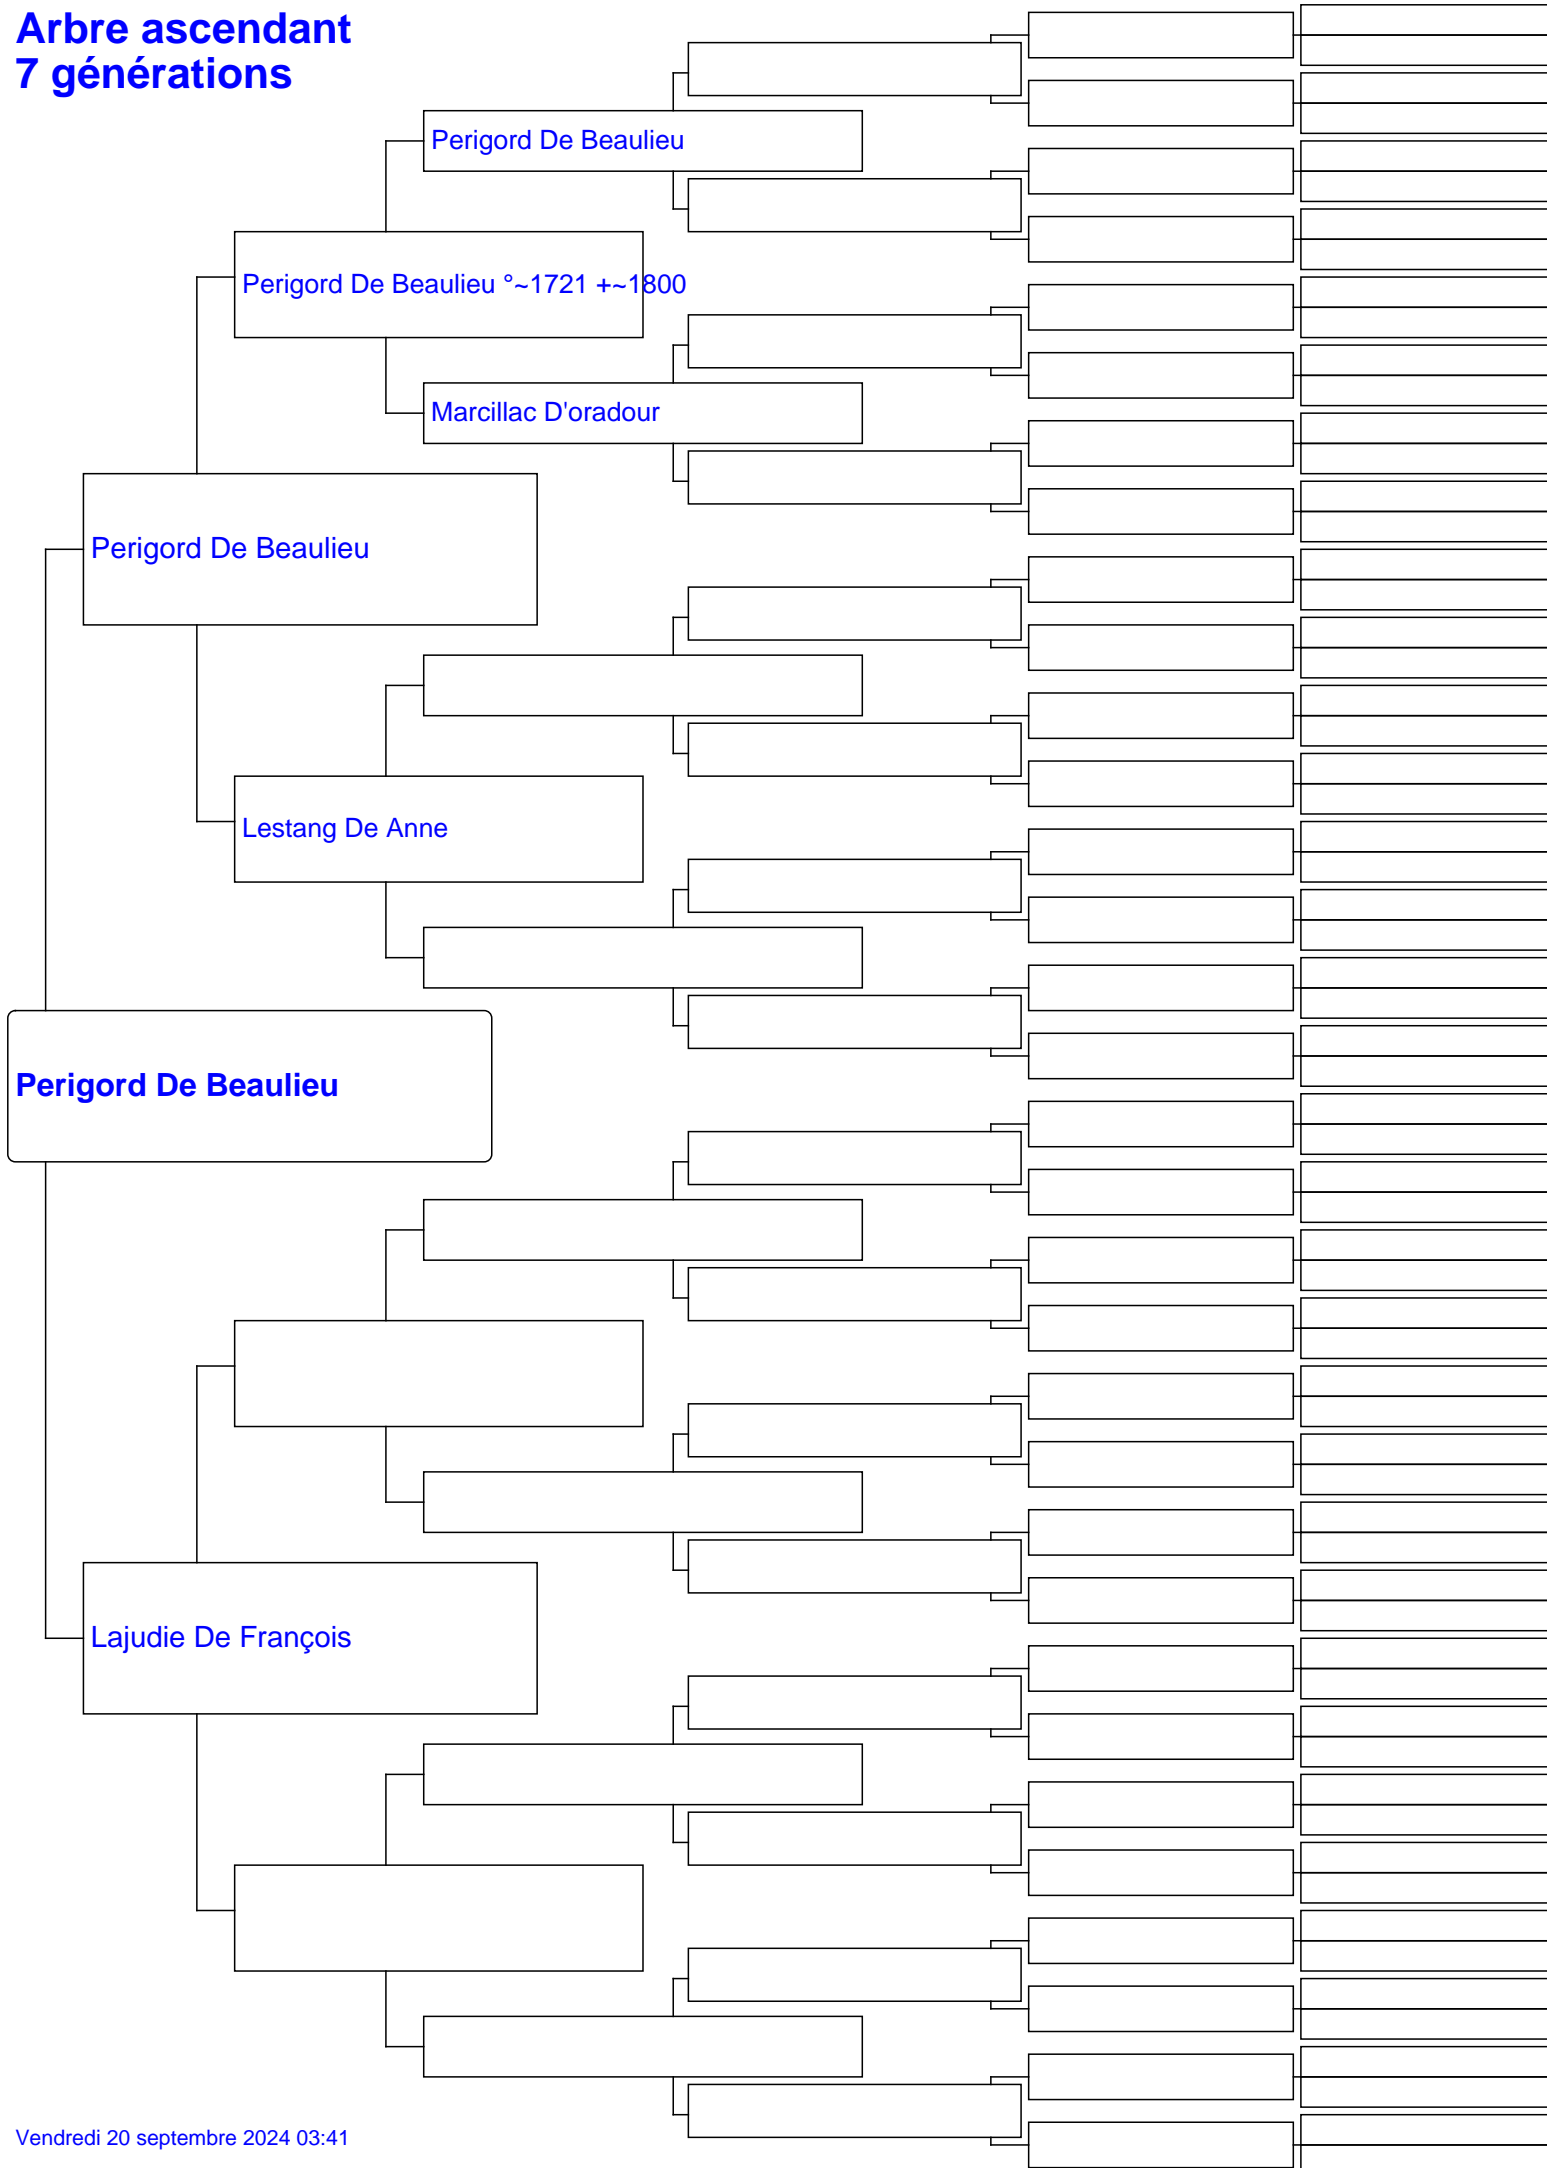 Arbre ascendant
7 générations
Perigord De Beaulieu
Perigord De Beaulieu °~1721 +~1800
Marcillac D'oradour
Perigord De Beaulieu
Lestang De Anne
Perigord De Beaulieu
Lajudie De François
Vendredi 20 septembre 2024 03:41